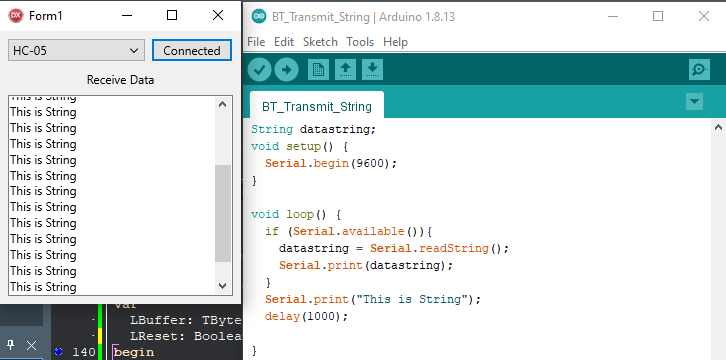 Form1
HC-05
Connected
Receive Data
This is String
This is String
This is String
This is String
This is String
This is String
This is String
This is String
This is String
This is String
This is String
This is String
This is String
BT_Transmit_String | Arduino 1.8.13
File Edit Sketch Tools Help
BT_Transmit_String
String datastring;
void setup() {
  Serial.begin(9600);
}
void loop() {
  if (Serial.available()){
    datastring = Serial.readString();
    Serial.print(datastring);
  }
  Serial.print("This is String");
  delay(1000);
}
var
LBuffer: TByte
LReset: Boolea
140 begin